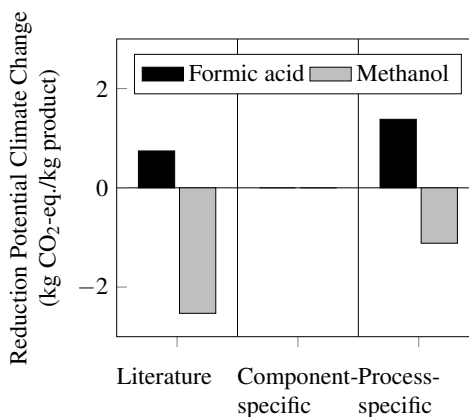 Reduction Potential Climate Change
(kg CO₂-eq./kg product)
Formic acid Methanol
2
0
−2
Literature Component- Process-
specific specific